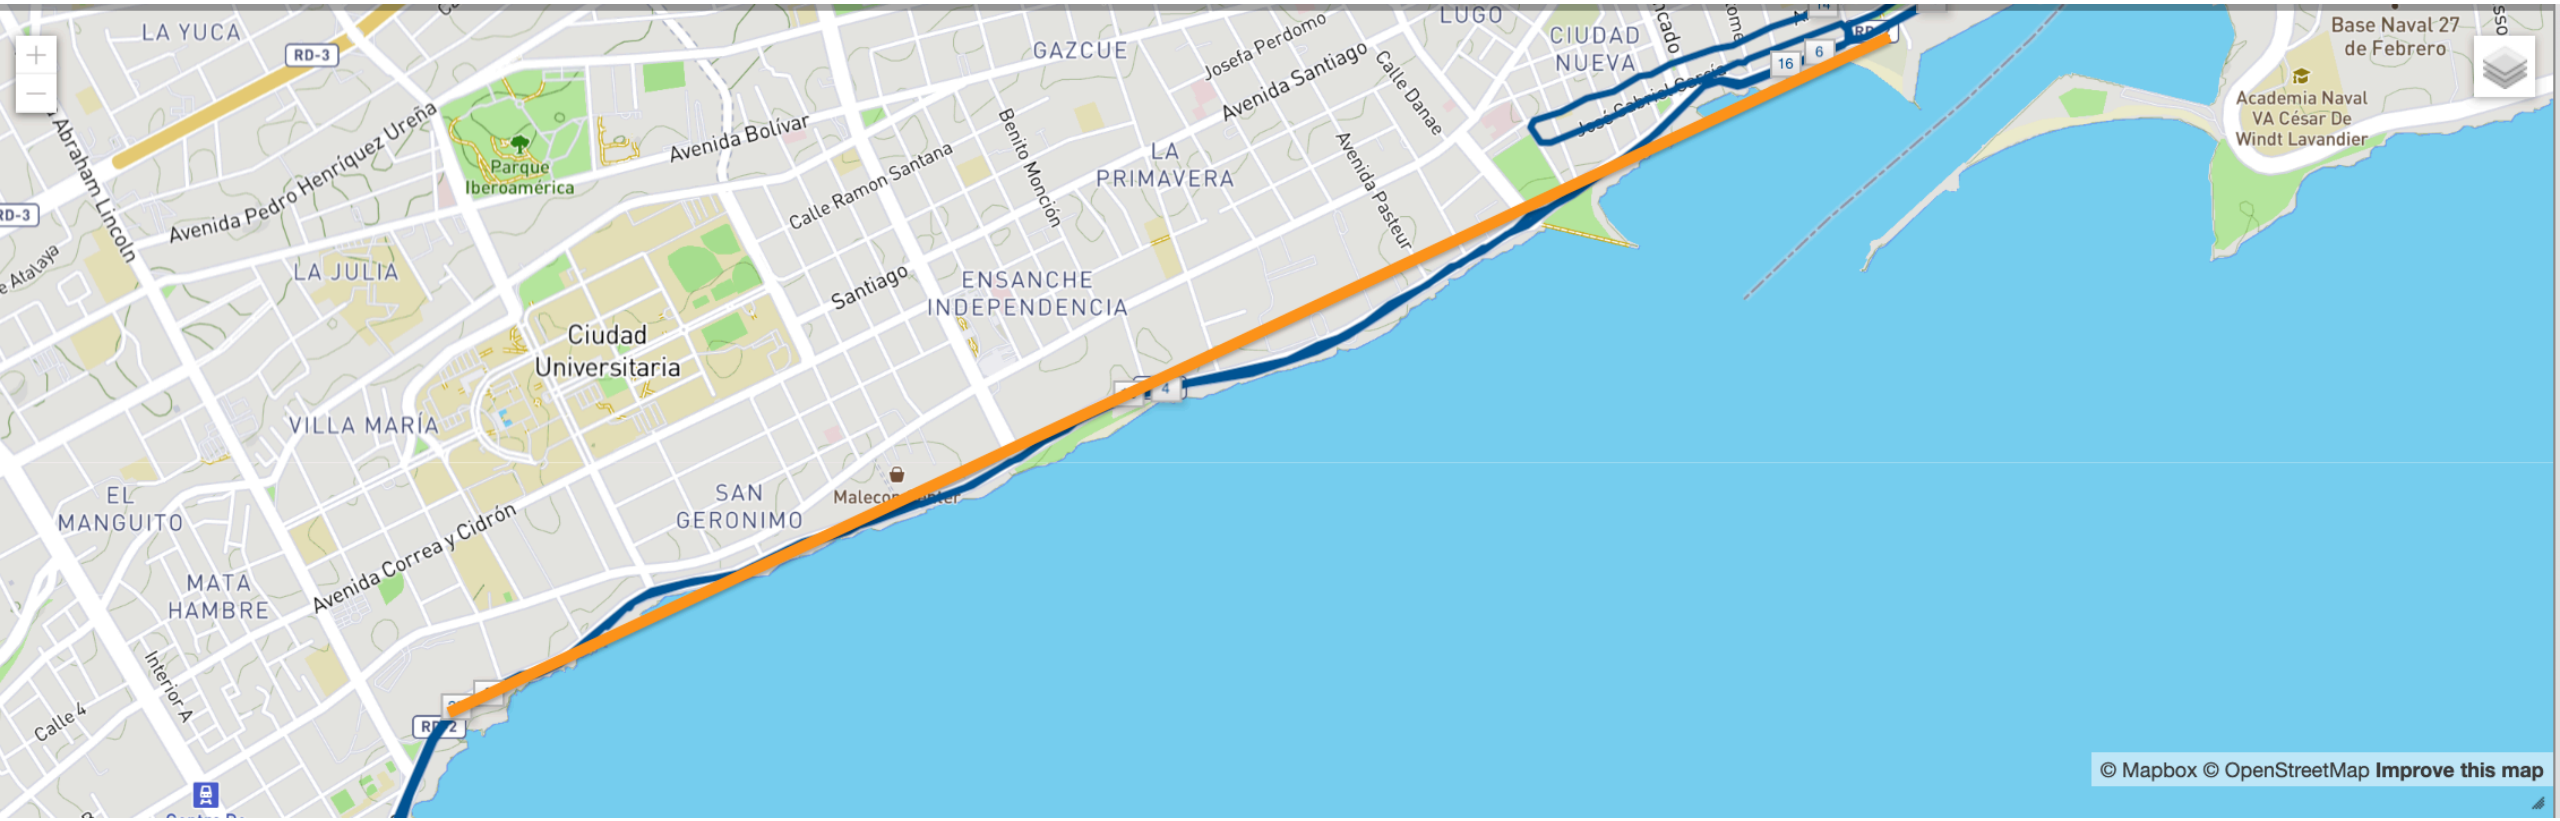 LA YUCA
RD-3
+
−
Abraham Lincoln
RD-3
Avenida Pedro Henríquez Ureña
Parque
Iberoamérica
Avenida Bolívar
GAZCUE
Josefa Perdomo
Avenida Santiago
Calle Danae
LUGO
CIUDAD
NUEVA
José Gabriel García
16
6
Base Naval 27
de Febrero
Academia Naval
VA César De
Windt Lavandier
Calle Ramon Santana
Benito Monción
LA
PRIMAVERA
Avenida Pasteur
Atalaya
LA JULIA
Santiago
ENSANCHE
INDEPENDENCIA
Ciudad
Universitaria
4
VILLA MARÍA
EL
MANGUITO
SAN
GERONIMO
Avenida Correa y Cidrón
MATA
HAMBRE
Interior A
Calle 4
© Mapbox © OpenStreetMap Improve this map